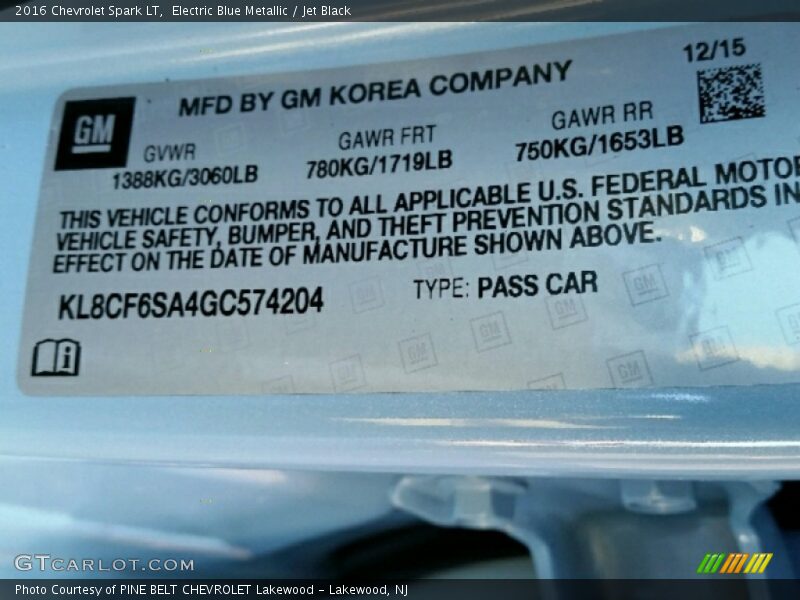 2016 Chevrolet Spark LT, Electric Blue Metallic / Jet Black
12/15
MFD BY GM KOREA COMPANY
GM
GVWR GAWR FRT GAWR RR
1388KG/3060LB 780KG/1719LB 750KG/1653LB
THIS VEHICLE CONFORMS TO ALL APPLICABLE U.S. FEDERAL MOTOR
VEHICLE SAFETY, BUMPER, AND THEFT PREVENTION STANDARDS IN
EFFECT ON THE DATE OF MANUFACTURE SHOWN ABOVE.
KL8CF6SA4GC574204 TYPE: PASS CAR
GTCARLOT.COM
Photo Courtesy of PINE BELT CHEVROLET Lakewood - Lakewood, NJ